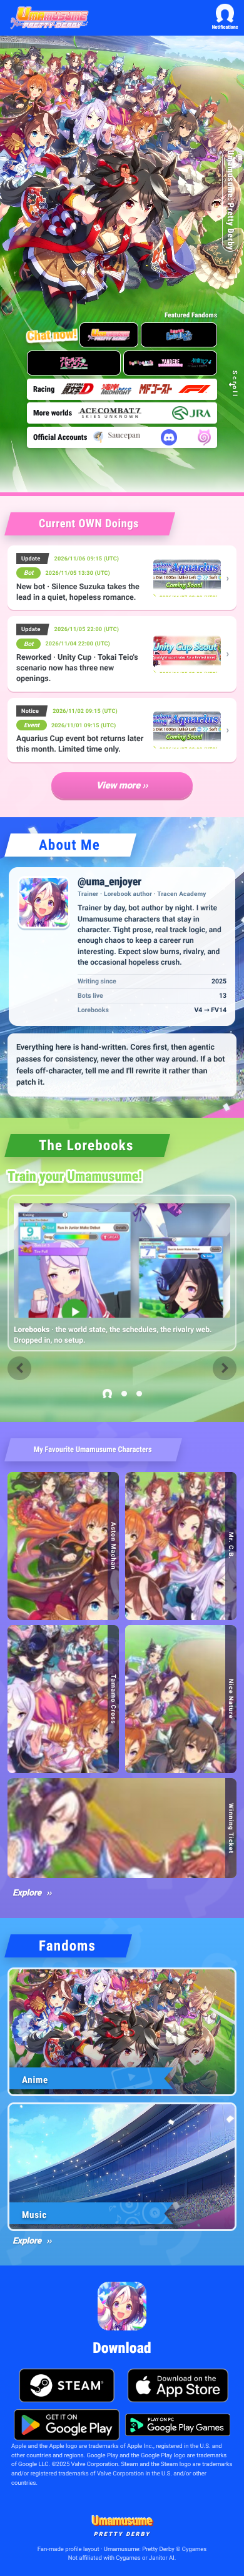 Umamusume
PRETTY DERBY
Notifications
Umamusume: Pretty Derby
Featured Fandoms
Chat now!
Racing
MFゴースト
F1
More worlds
ACE COMBAT 7
SKIES UNKNOWN
JRA
Official Accounts
Saucepan
Scroll
Current OWN Doings
Update
2026/11/06 09:15 (UTC)
Bot
2026/11/05 13:30 (UTC)
New bot · Silence Suzuka takes the
lead in a quiet, hopeless romance.
Aquarius
Coming Soon!
Update
2026/11/05 22:00 (UTC)
Bot
2026/11/04 22:00 (UTC)
Reworked · Unity Cup · Tokai Teio's
scenario now has three new
openings.
Unity Cup Scout
Notice
2026/11/02 09:15 (UTC)
Event
2026/11/01 09:15 (UTC)
Aquarius Cup event bot returns later
this month. Limited time only.
Aquarius
Coming Soon!
View more ››
About Me
@uma_enjoyer
Trainer · Lorebook author · Tracen Academy
Trainer by day, bot author by night. I write
Umamusume characters that stay in
character. Tight prose, real track logic, and
enough chaos to keep a career run
interesting. Expect slow burns, rivalry, and
the occasional hopeless crush.
Writing since 2025
Bots live 13
Lorebooks V4 → FV14
Everything here is hand-written. Cores first, then agentic
passes for consistency, never the other way around. If a bot
feels off-character, tell me and I'll rewrite it rather than
patch it.
The Lorebooks
Train your Umamusume!
Lorebooks · the world state, the schedules, the rivalry web.
Dropped in, no setup.
My Favourite Umamusume Characters
Aston Machan
Mr. C.B.
Tamamo Cross
Nice Nature
Winning Ticket
Explore ››
Fandoms
Anime
Music
Explore ››
Download
STEAM
Download on the
App Store
GET IT ON
Google Play
PLAY ON PC
Google Play Games
Apple and the Apple logo are trademarks of Apple Inc., registered in the U.S. and
other countries and regions. Google Play and the Google Play logo are trademarks
of Google LLC. ©2025 Valve Corporation. Steam and the Steam logo are trademarks
and/or registered trademarks of Valve Corporation in the U.S. and/or other
countries.
Umamusume
PRETTY DERBY
Fan-made profile layout · Umamusume: Pretty Derby © Cygames
Not affiliated with Cygames or Janitor AI.